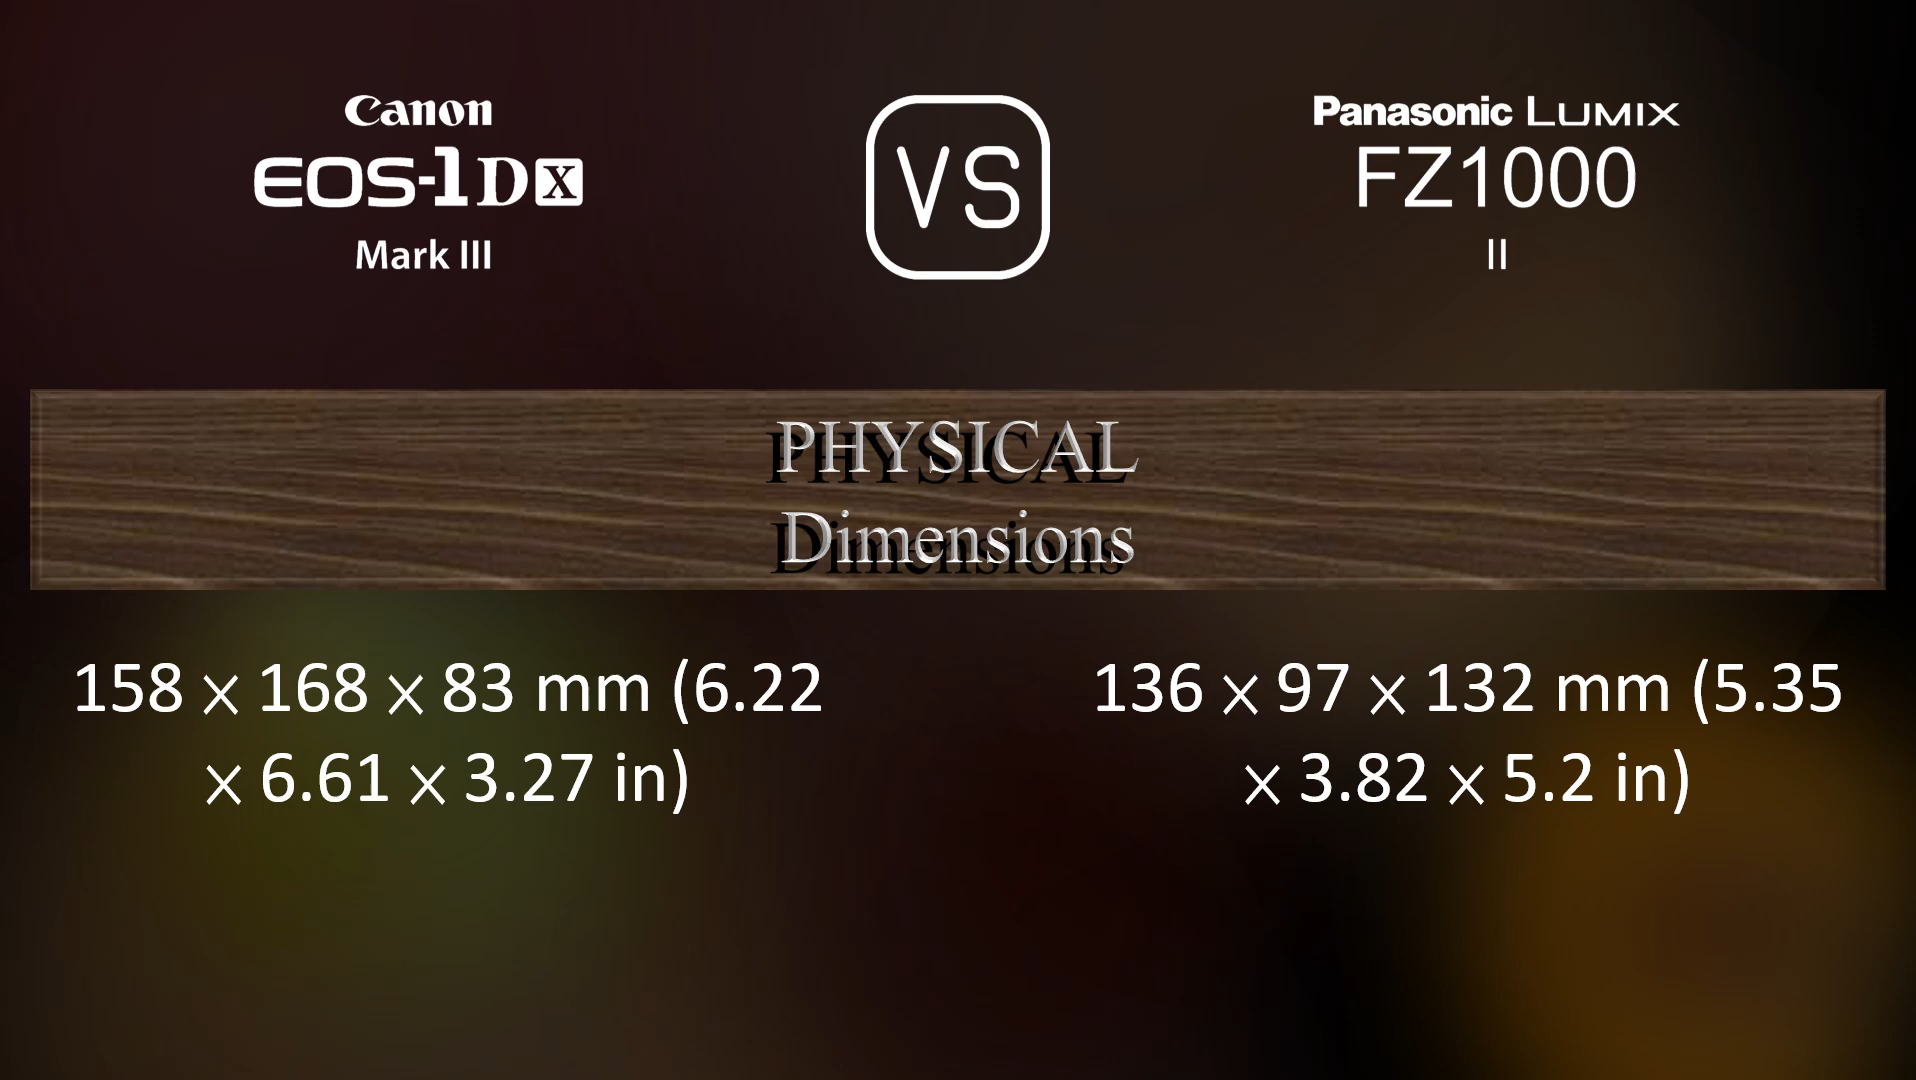 Canon
EOS-1D X
Mark III
VS
Panasonic LUMIX
FZ1000
II
PHYSICAL
Dimensions
158 x 168 x 83 mm (6.22
x 6.61 x 3.27 in)
136 x 97 x 132 mm (5.35
x 3.82 x 5.2 in)